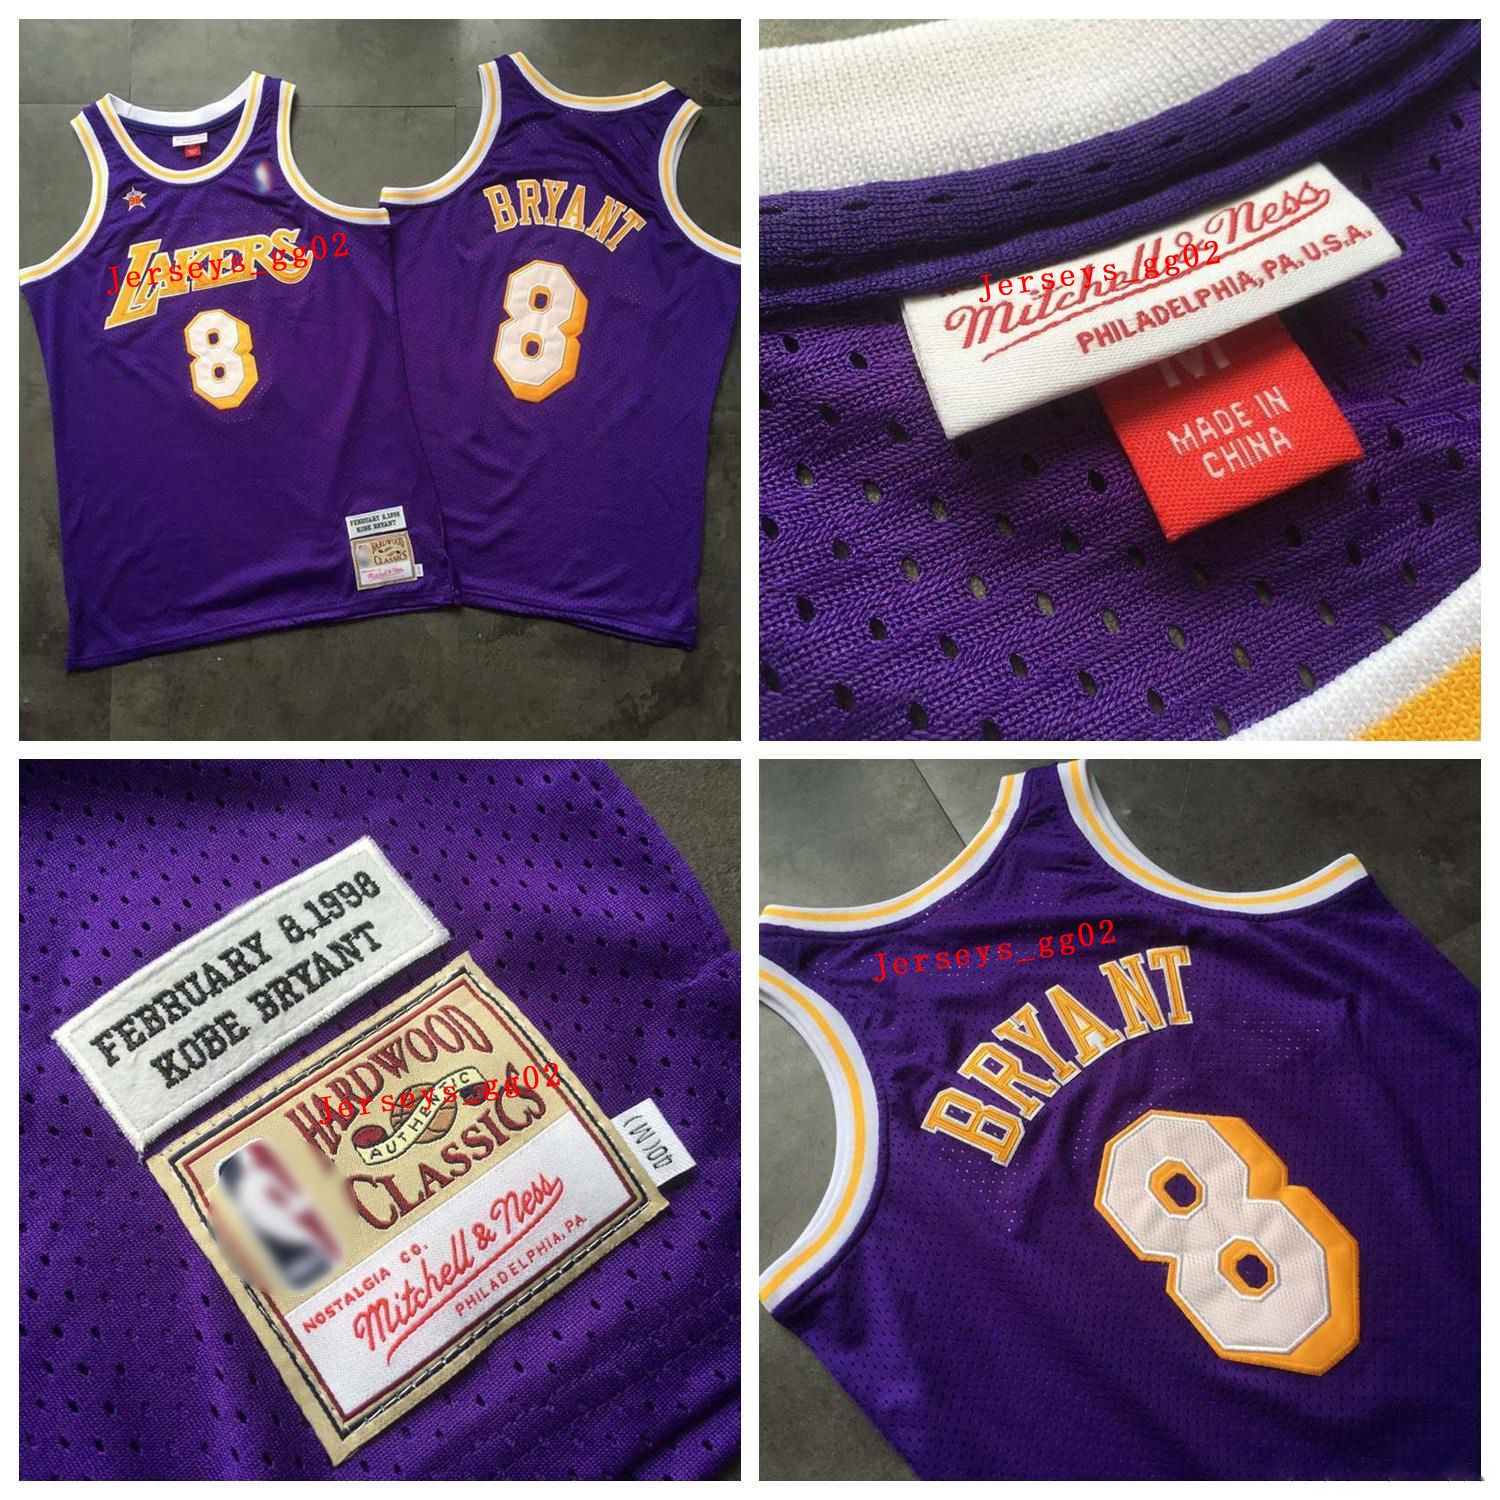 LAKERS
8
Jerseys_gg02
FEBRUARY 8,1998
KOBE BRYANT
HARDWOOD
CLASSICS
Mitchell & Ness
BRYANT
8
Mitchell & Ness
PHILADELPHIA, PA. U.S.A.
Jerseys_gg02
M
MADE IN
CHINA
FEBRUARY 8,1998
KOBE BRYANT
HARDWOOD
AUTHENTIC
CLASSICS
Jerseys_gg02
NOSTALGIA CO.
Mitchell & Ness
PHILADELPHIA, PA.
40(M)
Jerseys_gg02
BRYANT
8